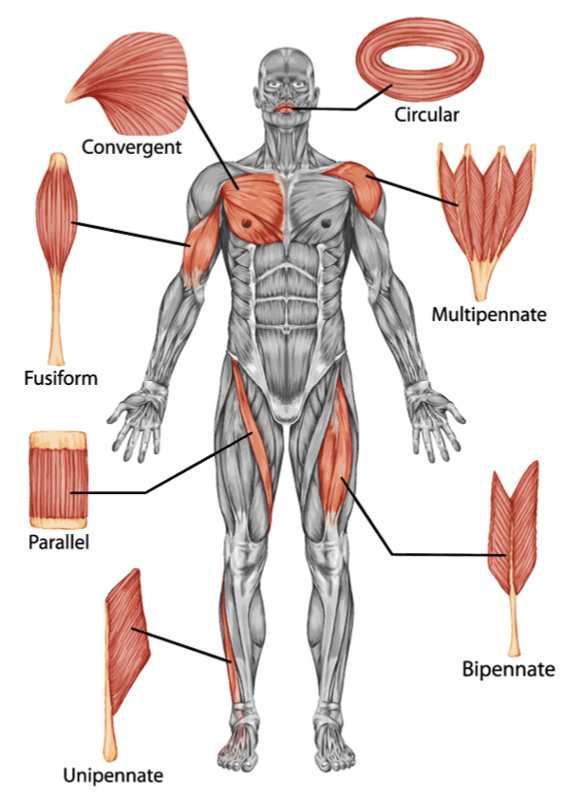 Circular
Convergent
Multipennate
Fusiform
Parallel
Bipennate
Unipennate